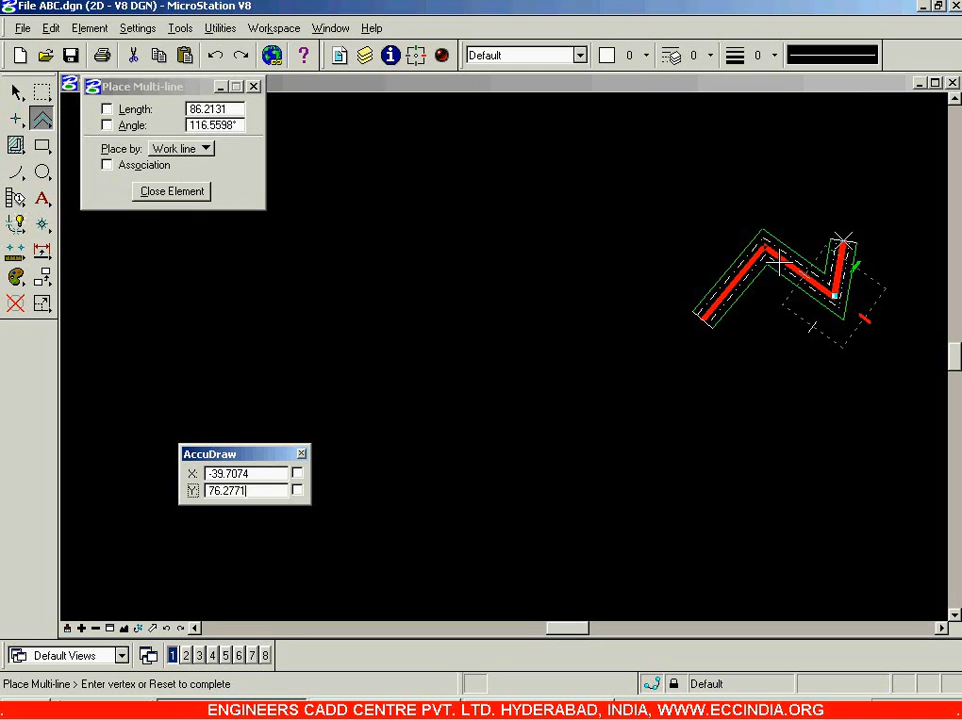 File ABC.dgn (2D - V8 DGN) - MicroStation V8
File Edit Element Settings Tools Utilities Workspace Window Help
Default 0 0 0
Place Multi-line
Length: 86.2131
Angle: 116.5598°
Place by: Work line
Association
Close Element
AccuDraw
X: -39.7074
Y: 76.2771
Default Views 1 2 3 4 5 6 7 8
Place Multi-line > Enter vertex or Reset to complete Default
ENGINEERS CADD CENTRE PVT. LTD. HYDERABAD, INDIA, WWW.ECCINDIA.ORG